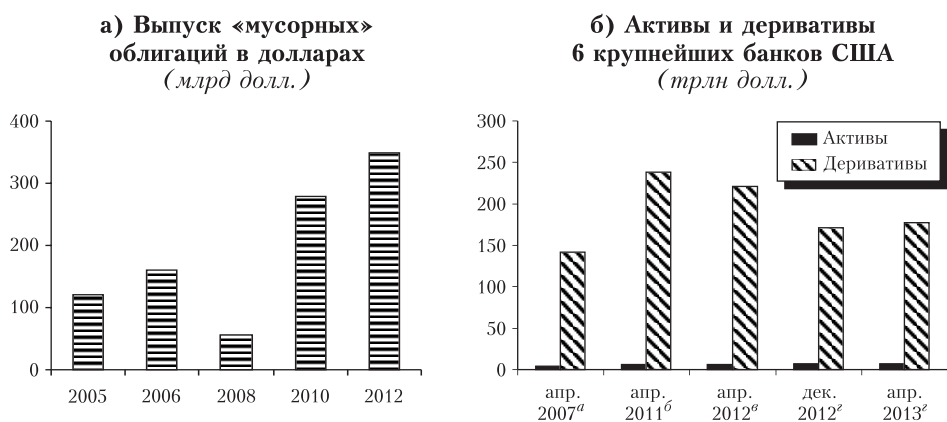 а) Выпуск «мусорных»
облигаций в долларах
(млрд долл.)
400
300
200
100
0
2005 2006 2008 2010 2012
б) Активы и деривативы
6 крупнейших банков США
(трлн долл.)
300
250
200
150
100
50
0
Активы
Деривативы
апр. апр. апр. дек. апр.
2007а 2011б 2012в 2012г 2013г